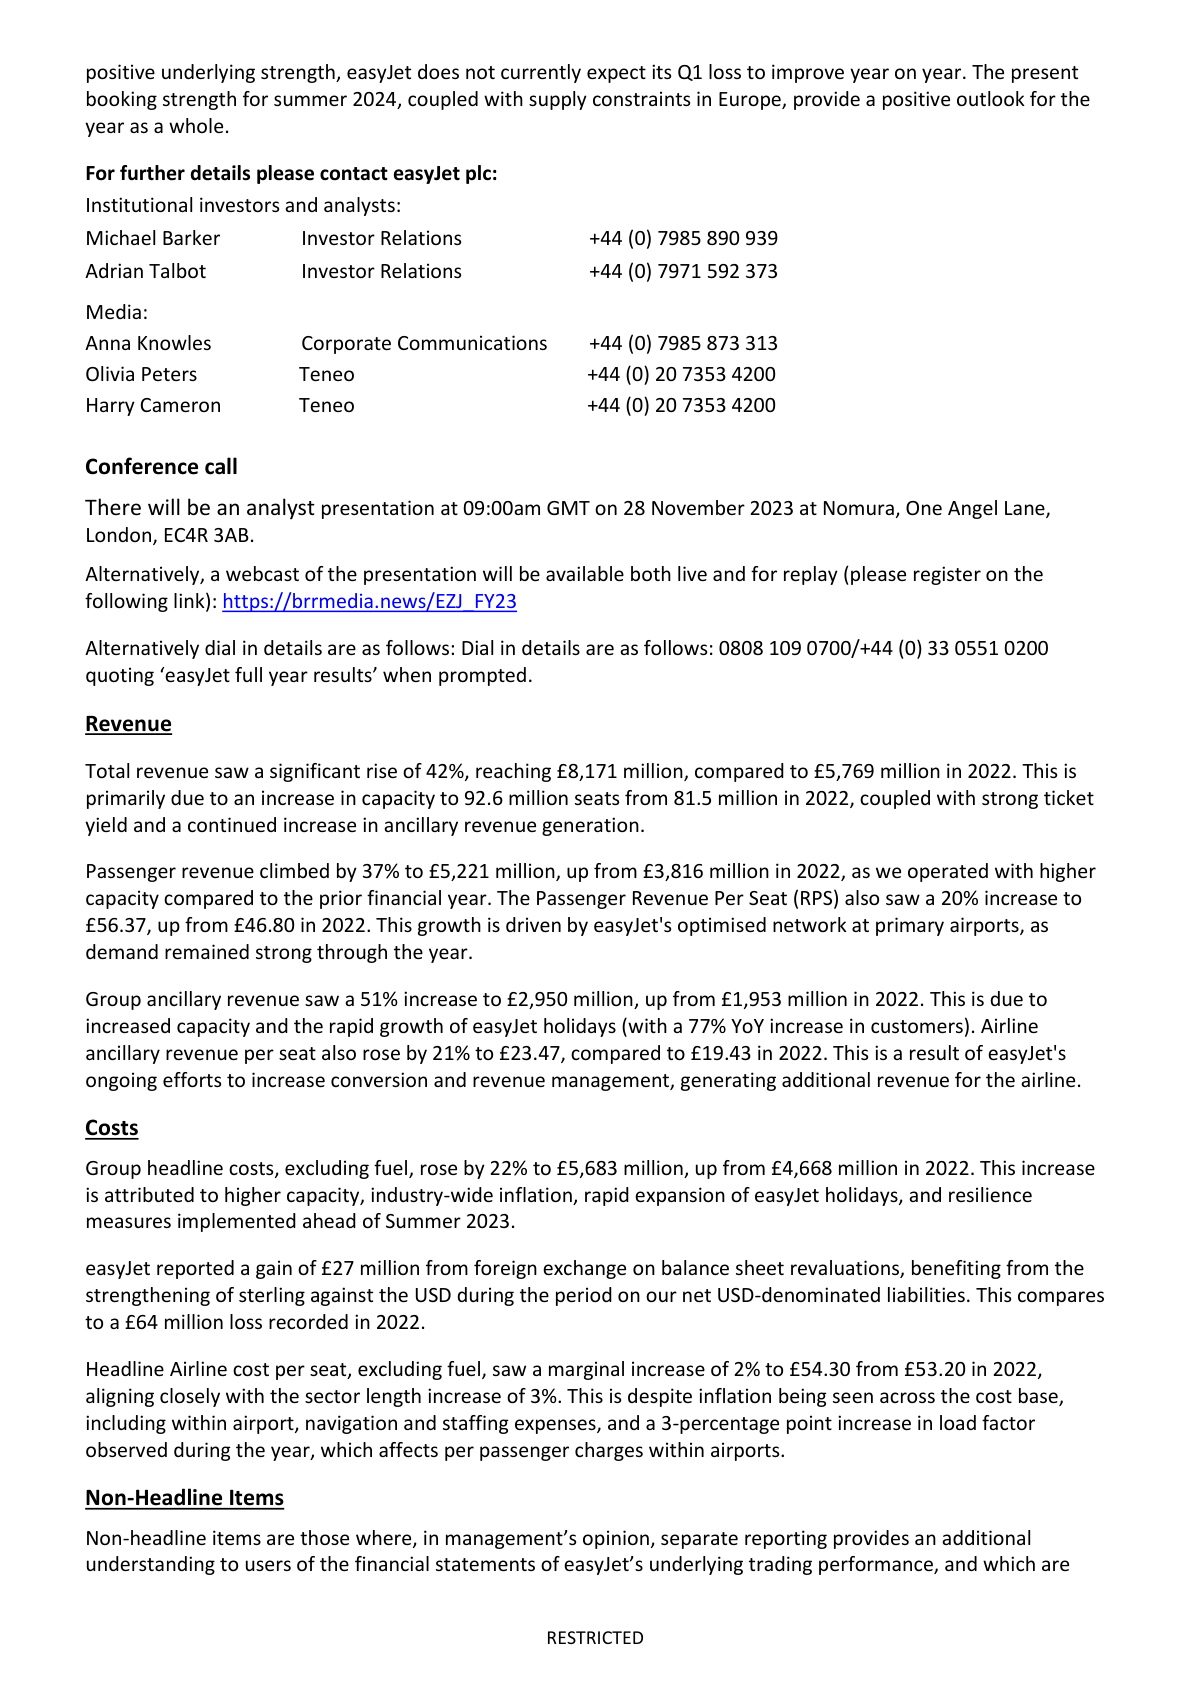 positive underlying strength, easyJet does not currently expect its Q1 loss to improve year on year. The present
booking strength for summer 2024, coupled with supply constraints in Europe, provide a positive outlook for the
year as a whole.
For further details please contact easyJet plc:
Institutional investors and analysts:
Michael Barker Investor Relations +44 (0) 7985 890 939
Adrian Talbot Investor Relations +44 (0) 7971 592 373
Media:
Anna Knowles Corporate Communications +44 (0) 7985 873 313
Olivia Peters Teneo +44 (0) 20 7353 4200
Harry Cameron Teneo +44 (0) 20 7353 4200
Conference call
There will be an analyst presentation at 09:00am GMT on 28 November 2023 at Nomura, One Angel Lane,
London, EC4R 3AB.
Alternatively, a webcast of the presentation will be available both live and for replay (please register on the
following link): https://brrmedia.news/EZJ_FY23
Alternatively dial in details are as follows: Dial in details are as follows: 0808 109 0700/+44 (0) 33 0551 0200
quoting ‘easyJet full year results’ when prompted.
Revenue
Total revenue saw a significant rise of 42%, reaching £8,171 million, compared to £5,769 million in 2022. This is
primarily due to an increase in capacity to 92.6 million seats from 81.5 million in 2022, coupled with strong ticket
yield and a continued increase in ancillary revenue generation.
Passenger revenue climbed by 37% to £5,221 million, up from £3,816 million in 2022, as we operated with higher
capacity compared to the prior financial year. The Passenger Revenue Per Seat (RPS) also saw a 20% increase to
£56.37, up from £46.80 in 2022. This growth is driven by easyJet's optimised network at primary airports, as
demand remained strong through the year.
Group ancillary revenue saw a 51% increase to £2,950 million, up from £1,953 million in 2022. This is due to
increased capacity and the rapid growth of easyJet holidays (with a 77% YoY increase in customers). Airline
ancillary revenue per seat also rose by 21% to £23.47, compared to £19.43 in 2022. This is a result of easyJet's
ongoing efforts to increase conversion and revenue management, generating additional revenue for the airline.
Costs
Group headline costs, excluding fuel, rose by 22% to £5,683 million, up from £4,668 million in 2022. This increase
is attributed to higher capacity, industry-wide inflation, rapid expansion of easyJet holidays, and resilience
measures implemented ahead of Summer 2023.
easyJet reported a gain of £27 million from foreign exchange on balance sheet revaluations, benefiting from the
strengthening of sterling against the USD during the period on our net USD-denominated liabilities. This compares
to a £64 million loss recorded in 2022.
Headline Airline cost per seat, excluding fuel, saw a marginal increase of 2% to £54.30 from £53.20 in 2022,
aligning closely with the sector length increase of 3%. This is despite inflation being seen across the cost base,
including within airport, navigation and staffing expenses, and a 3-percentage point increase in load factor
observed during the year, which affects per passenger charges within airports.
Non-Headline Items
Non-headline items are those where, in management’s opinion, separate reporting provides an additional
understanding to users of the financial statements of easyJet’s underlying trading performance, and which are
RESTRICTED